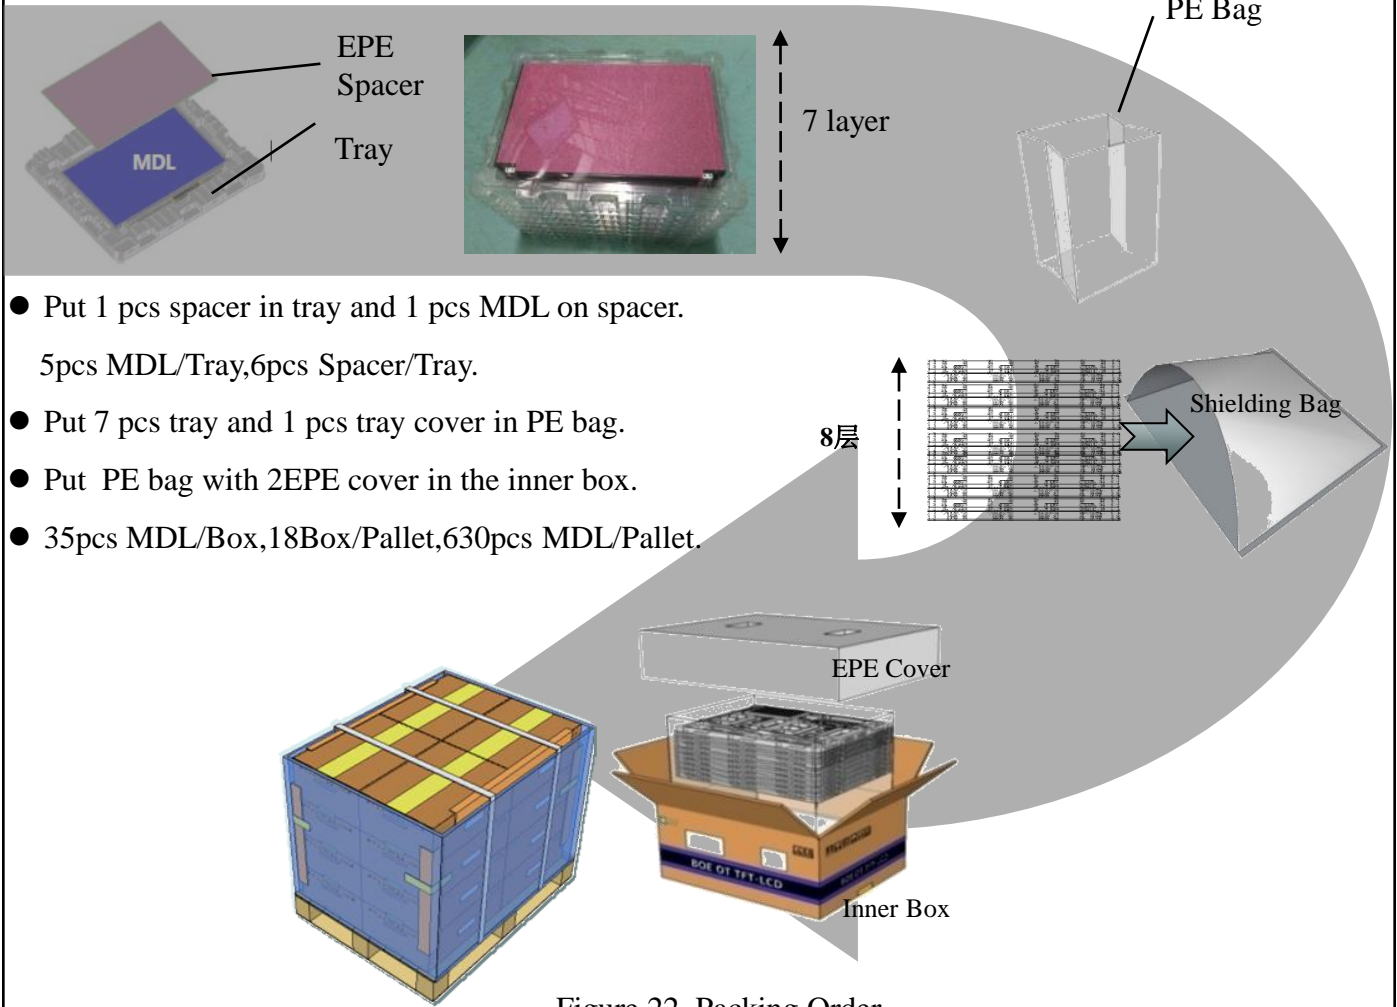 PE Bag
EPE
Spacer
7 layer
Tray
MDL
● Put 1 pcs spacer in tray and 1 pcs MDL on spacer.
5pcs MDL/Tray,6pcs Spacer/Tray.
● Put 7 pcs tray and 1 pcs tray cover in PE bag.
● Put PE bag with 2EPE cover in the inner box.
● 35pcs MDL/Box,18Box/Pallet,630pcs MDL/Pallet.
8层
Shielding Bag
EPE Cover
BOE OT TFT-LCD
Inner Box
Figure 22. Packing Order